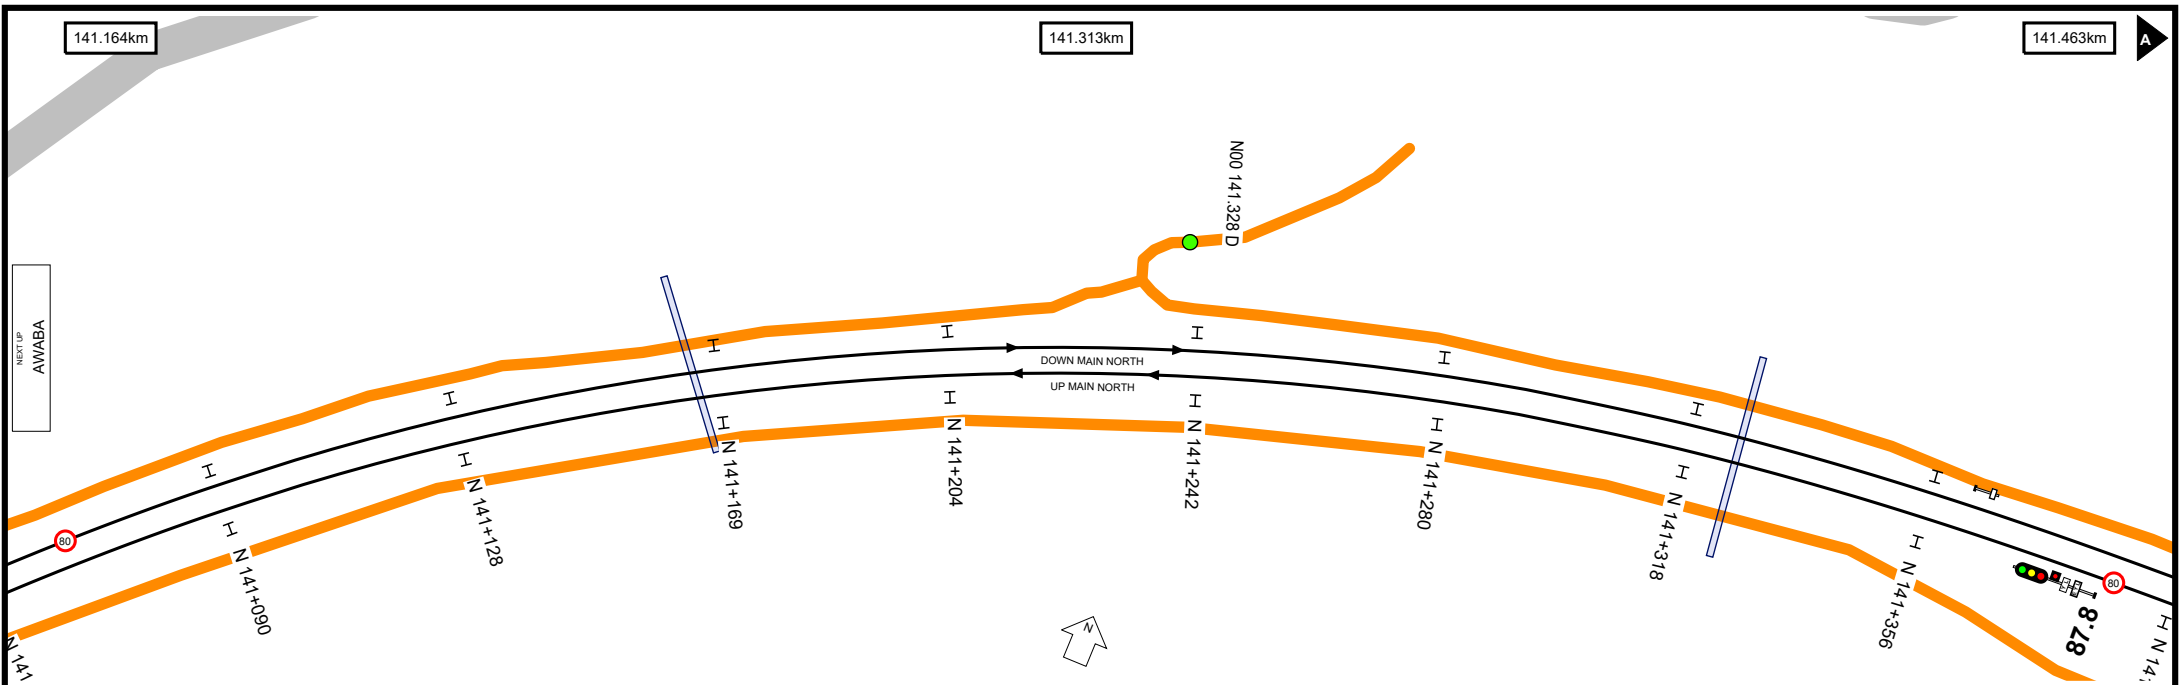 141.164km
141.313km
141.463km
A
N00 141.328 D
NEXT UP
AWABA
DOWN MAIN NORTH
UP MAIN NORTH
80
N 141+090
N 141+128
N 141+169
N 141+204
N 141+242
N 141+280
N 141+318
N 141+356
80
87.8
N
N 141
N 14